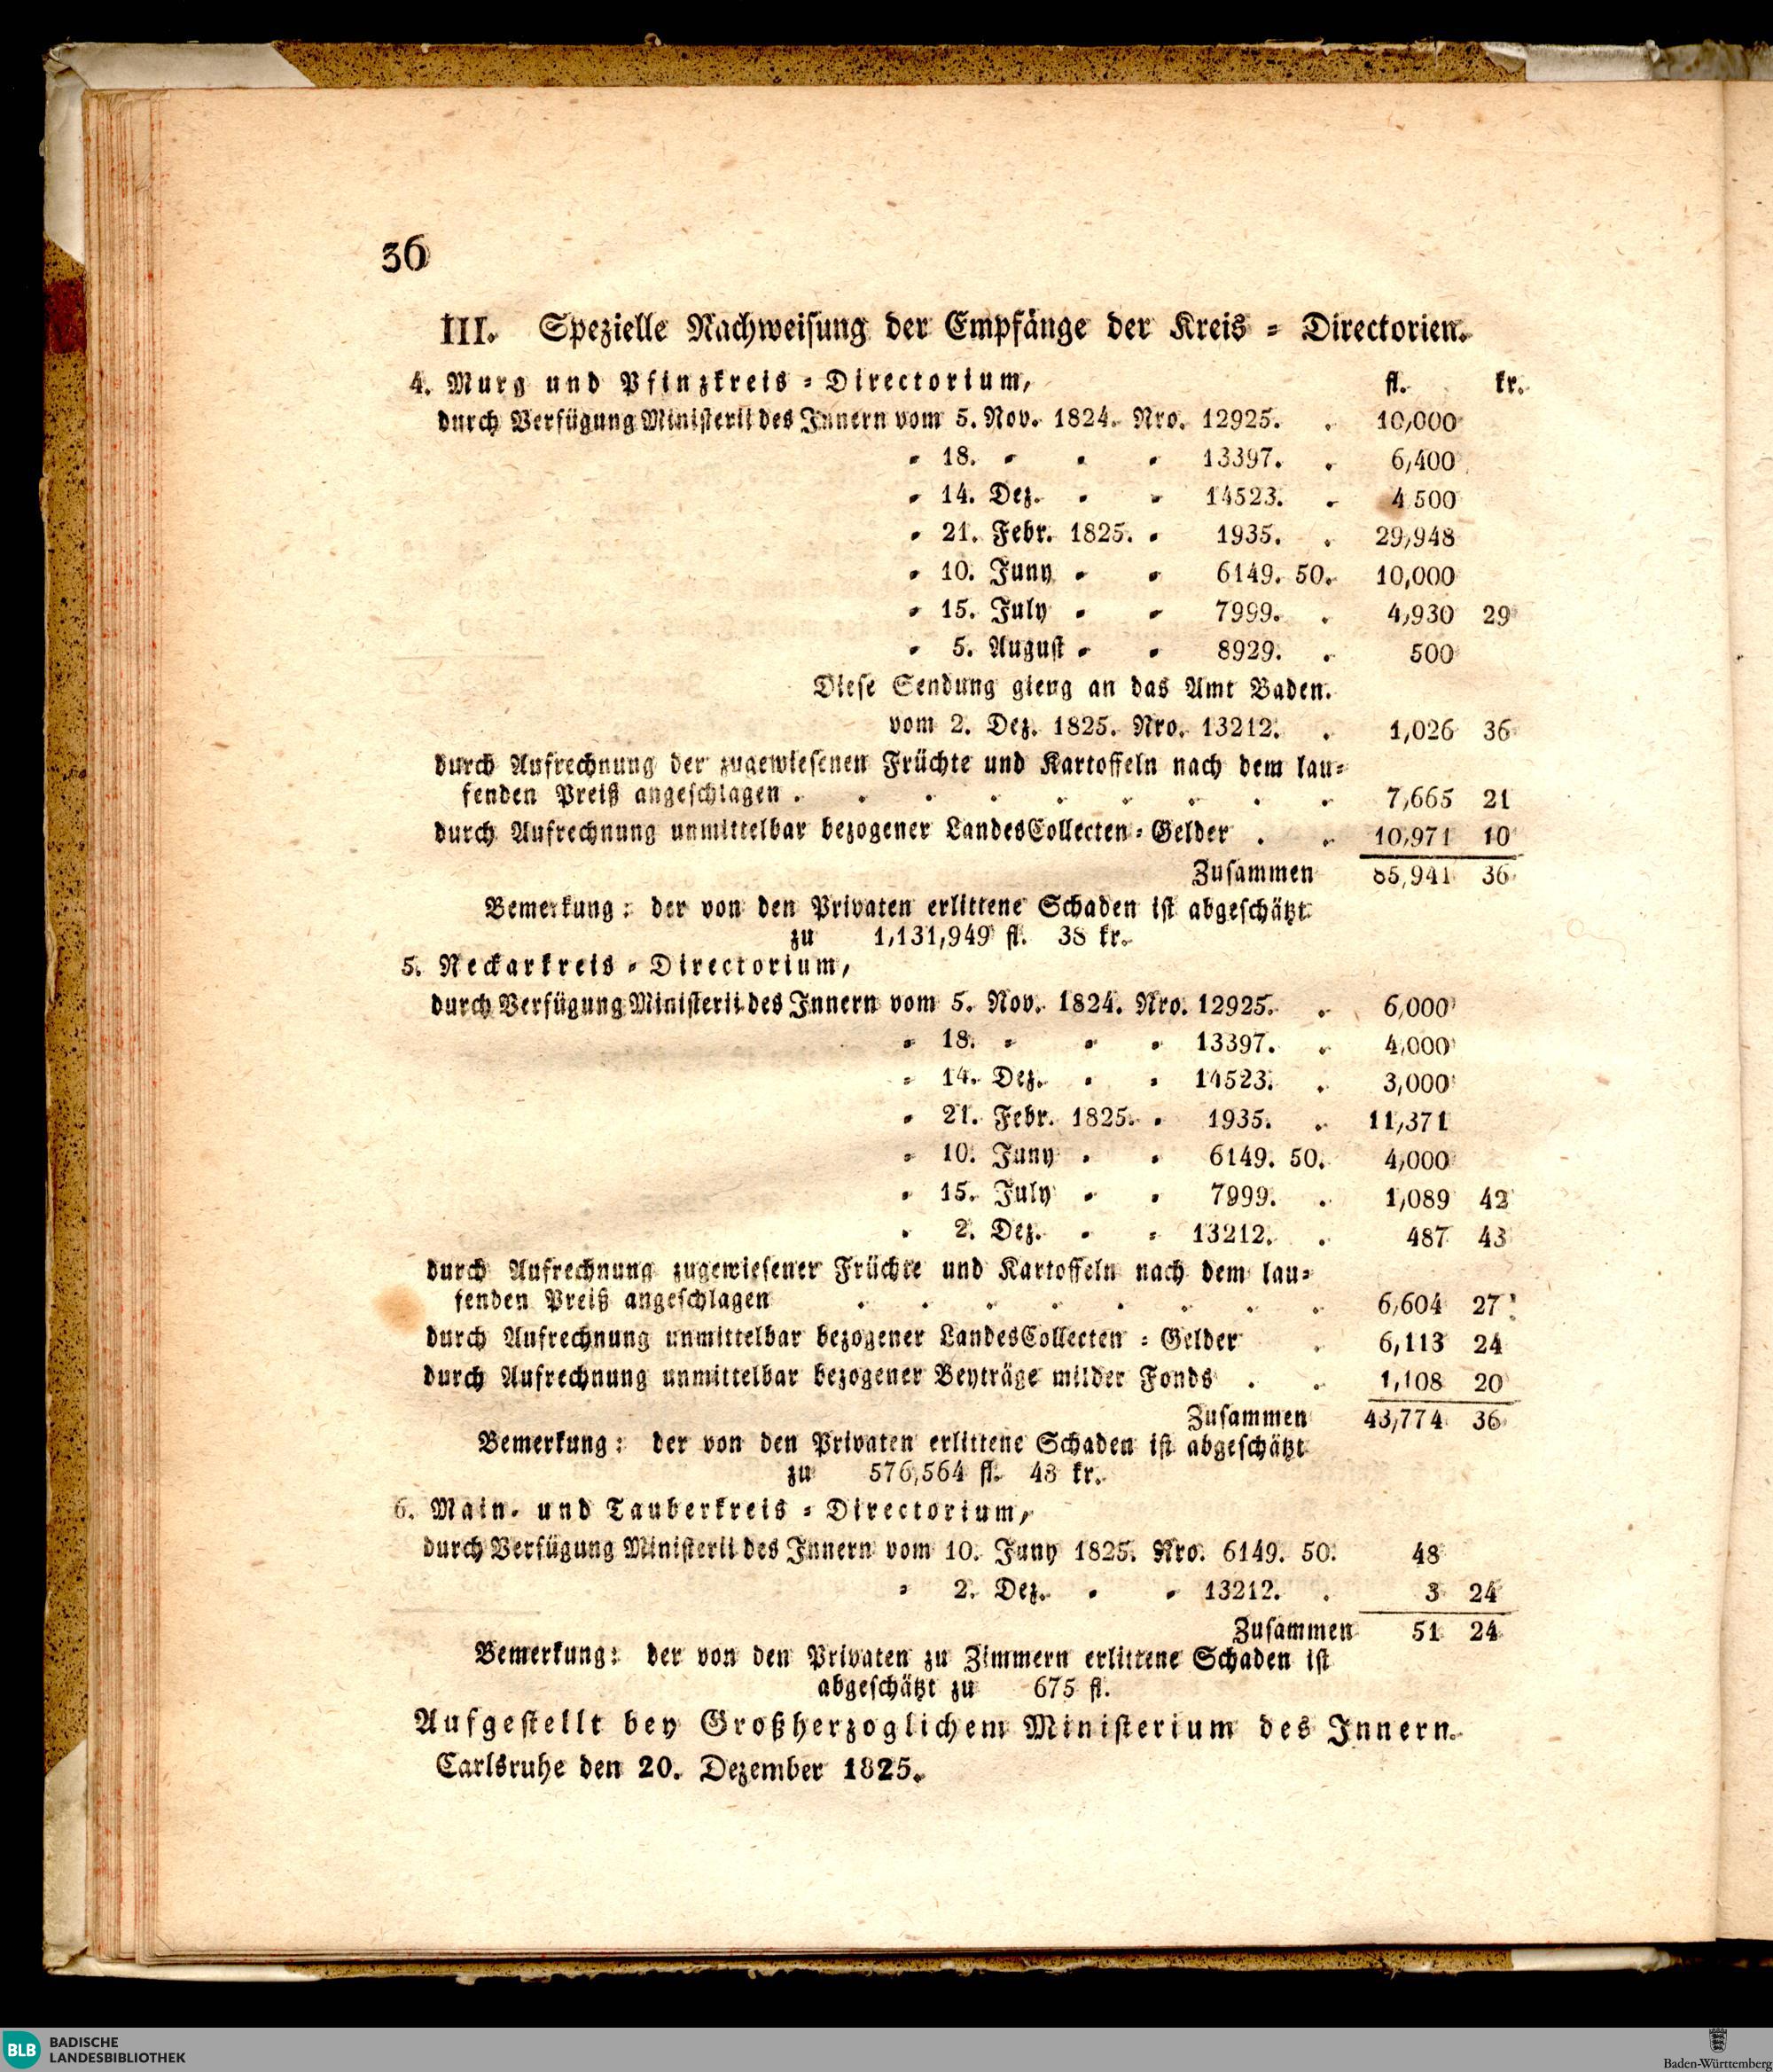 36
III. Spezielle Nachweisung der Empfänge der Kreis = Directorien.
4. Murg und Pfinzkreis = Directorium, fl. kr.
durch Verfügung Ministerii des Innern vom 5. Nov. 1824. Nro. 12925. . 10,000
= 18. = = = 13397. . 6,400
= 14. Dez. = = 14523. . 4 500
= 21. Febr. 1825. = 1935. . 29,948
= 10. Juny = = 6149. 50. 10,000
= 15. July = = 7999. . 4,930 29
= 5. August = = 8929. . 500
Diese Sendung gieng an das Amt Baden.
vom 2. Dez. 1825. Nro. 13212. . 1,026 36
durch Aufrechnung der zugewiesenen Früchte und Kartoffeln nach dem lau=
fenden Preiß angeschlagen . . . . . . . . . 7,665 21
durch Aufrechnung unmittelbar bezogener LandesCollecten = Gelder . . 10,971 10
Zusammen 85,941 36
Bemerkung: der von den Privaten erlittene Schaden ist abgeschätzt
zu 1,131,949 fl. 38 kr.
5. Neckarkreis = Directorium,
durch Verfügung Ministerii des Innern vom 5. Nov. 1824. Nro. 12925. . 6,000
= 18. = = = 13397. . 4,000
= 14. Dez. = = 14523. . 3,000
= 21. Febr. 1825. = 1935. . 11,371
= 10. Juny = = 6149. 50. 4,000
= 15. July = = 7999. . 1,089 42
= 2. Dez. = = 13212. . 487 43
durch Aufrechnung zugewiesener Früchte und Kartoffeln nach dem lau=
fenden Preiß angeschlagen . . . . . . . . 6,604 27
durch Aufrechnung unmittelbar bezogener LandesCollecten = Gelder . 6,113 24
durch Aufrechnung unmittelbar bezogener Beyträge milder Fonds . . 1,108 20
Zusammen 43,774 36
Bemerkung: der von den Privaten erlittene Schaden ist abgeschätzt
zu 576,564 fl. 43 kr.
6. Main= und Tauberkreis = Directorium,
durch Verfügung Ministerii des Innern vom 10. Juny 1825. Nro. 6149. 50. 48
= 2. Dez. = = 13212. . 3 24
Zusammen 51 24
Bemerkung: der von den Privaten zu Zimmern erlittene Schaden ist
abgeschätzt zu 675 fl.
Aufgestellt bey Großherzoglichem Ministerium des Innern.
Carlsruhe den 20. Dezember 1825.
BLB BADISCHE
LANDESBIBLIOTHEK
Baden-Württemberg